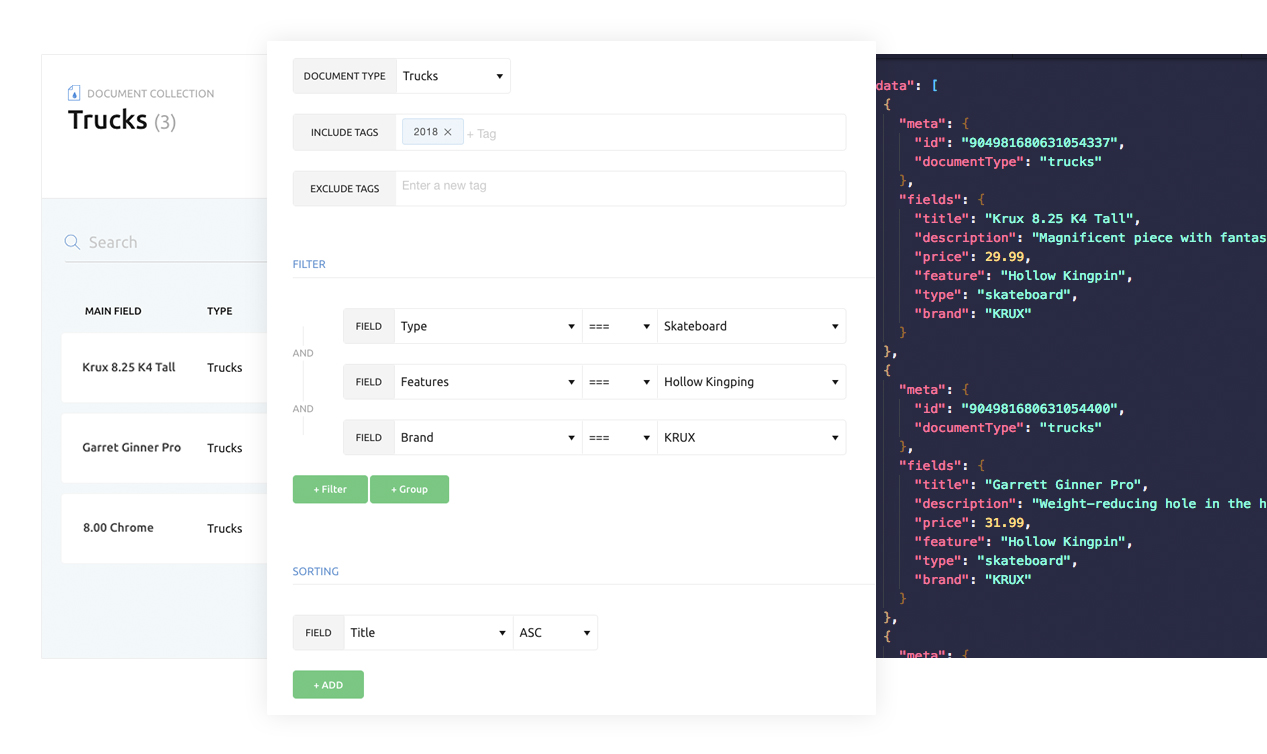 DOCUMENT COLLECTION
Trucks (3)
Search
MAIN FIELD TYPE
Krux 8.25 K4 Tall Trucks
Garret Ginner Pro Trucks
8.00 Chrome Trucks
DOCUMENT TYPE Trucks
INCLUDE TAGS 2018 × + Tag
EXCLUDE TAGS Enter a new tag
FILTER
FIELD Type === Skateboard
AND
FIELD Features === Hollow Kingping
AND
FIELD Brand === KRUX
+ Filter + Group
SORTING
FIELD Title ASC
+ ADD
data": [
{
"meta": {
"id": "904981680631054337",
"documentType": "trucks"
},
"fields": {
"title": "Krux 8.25 K4 Tall",
"description": "Magnificent piece with fantas
"price": 29.99,
"feature": "Hollow Kingpin",
"type": "skateboard",
"brand": "KRUX"
}
},
{
"meta": {
"id": "904981680631054400",
"documentType": "trucks"
},
"fields": {
"title": "Garrett Ginner Pro",
"description": "Weight-reducing hole in the h
"price": 31.99,
"feature": "Hollow Kingpin",
"type": "skateboard",
"brand": "KRUX"
}
},
{
"meta": {